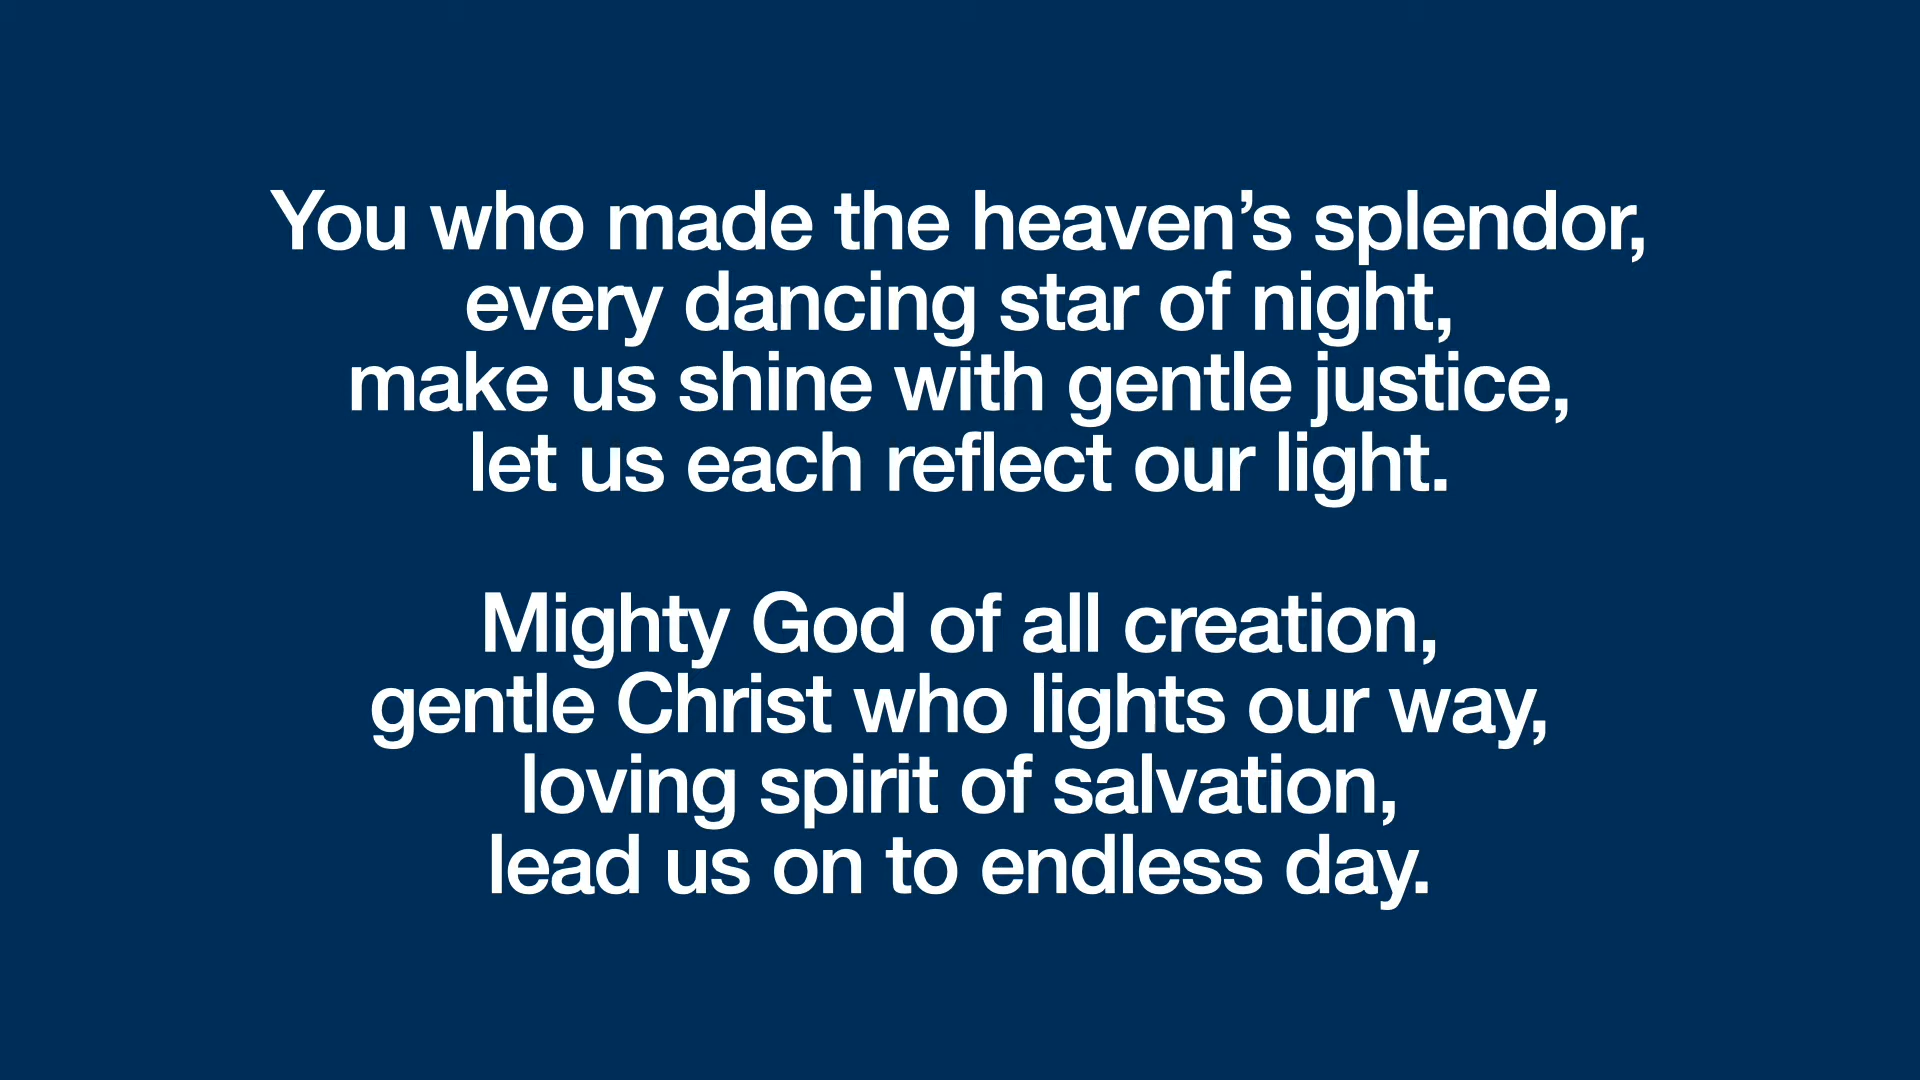 You who made the heaven’s splendor,
every dancing star of night,
make us shine with gentle justice,
let us each reflect our light.
Mighty God of all creation,
gentle Christ who lights our way,
loving spirit of salvation,
lead us on to endless day.